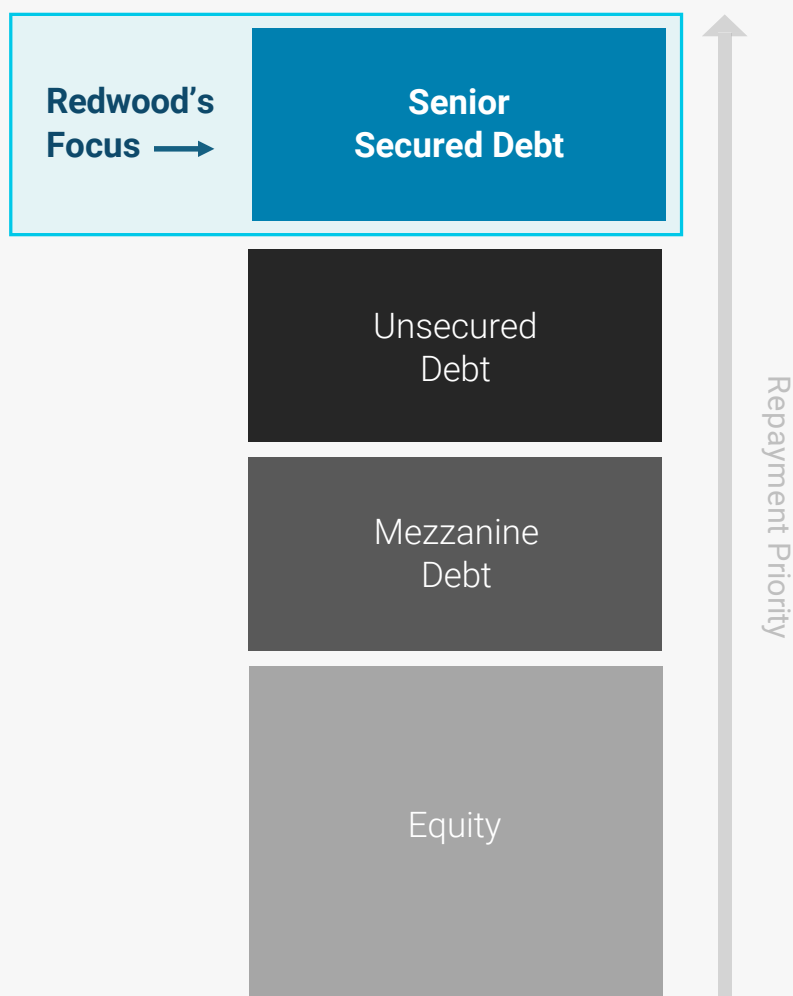 Redwood’s
Focus
Senior
Secured Debt
Unsecured
Debt
Mezzanine
Debt
Equity
Repayment Priority